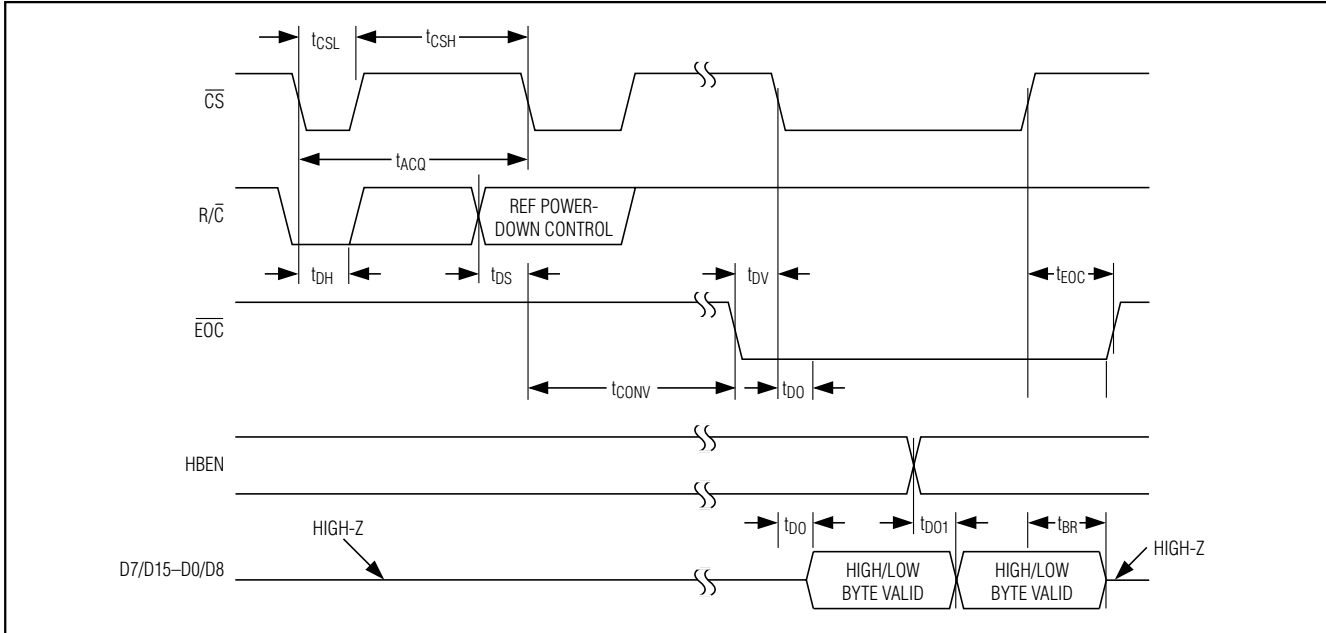 tCSL
tCSH
CS
tACQ
R/C
REF POWER-
DOWN CONTROL
tDH
tDS
tDV
tEOC
EOC
tCONV
tDO
HBEN
tDO
tDO1
tBR
HIGH-Z
HIGH-Z
D7/D15–D0/D8
HIGH/LOW
BYTE VALID
HIGH/LOW
BYTE VALID